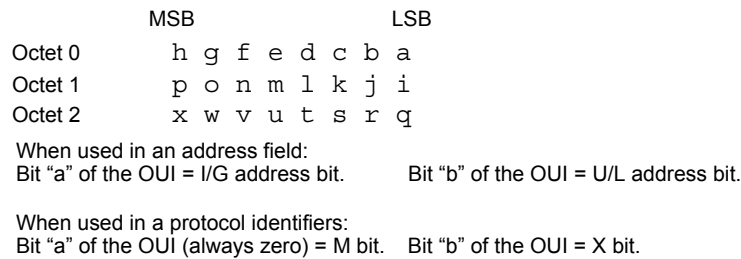 MSB LSB
Octet 0 h g f e d c b a
Octet 1 p o n m l k j i
Octet 2 x w v u t s r q
When used in an address field:
Bit “a” of the OUI = I/G address bit. Bit “b” of the OUI = U/L address bit.
When used in a protocol identifiers:
Bit “a” of the OUI (always zero) = M bit. Bit “b” of the OUI = X bit.